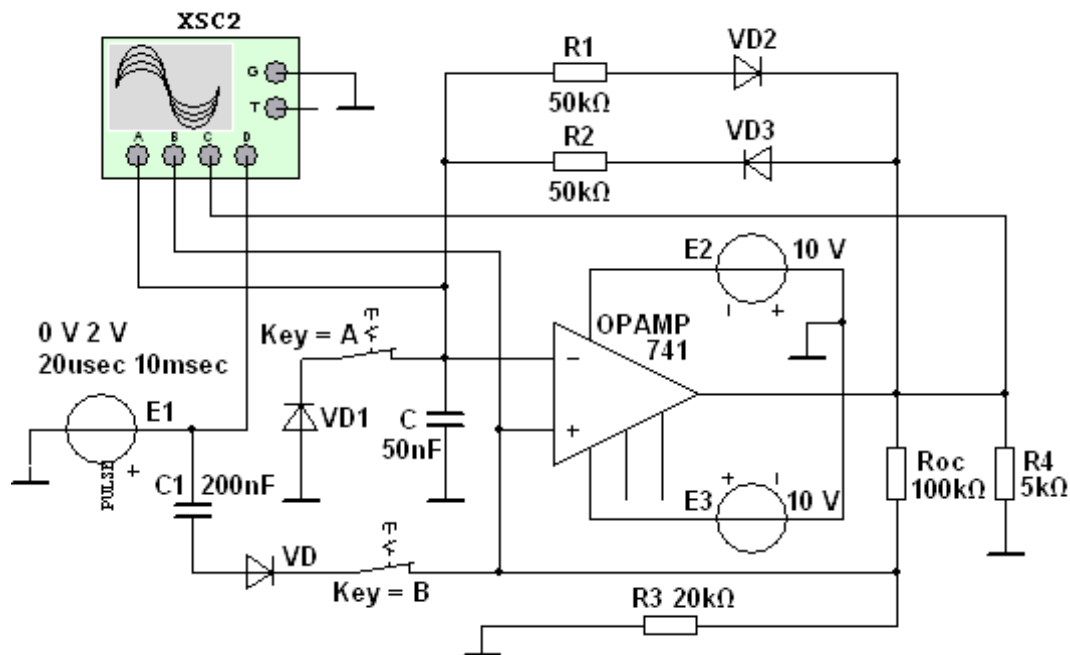 XSC2
G
T
A B C D
R1
50kΩ
VD2
R2
50kΩ
VD3
E2
10 V
− +
0 V 2 V
20usec 10msec
Key = A
OPAMP
741
E1
PULSE
+
VD1
C
50nF
−
+
C1 200nF
VD
Key = B
+ −
E3
10 V
Roc
100kΩ
R4
5kΩ
R3 20kΩ